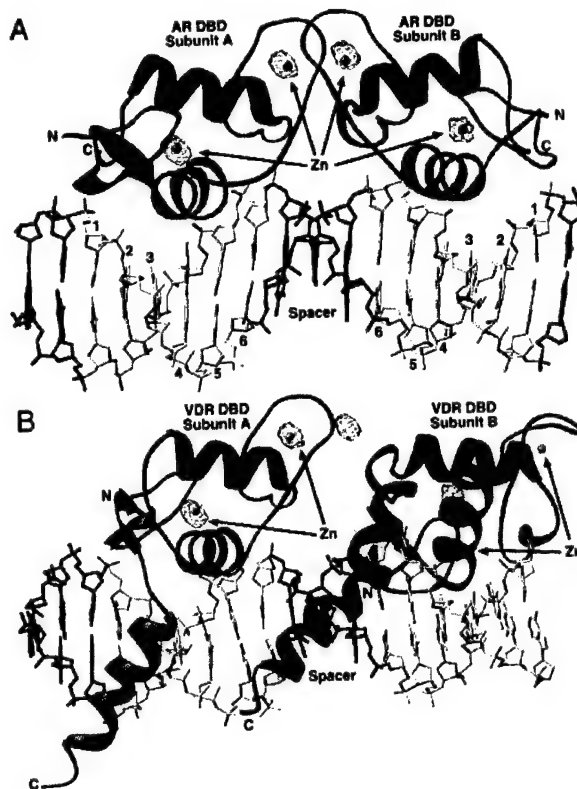 A
AR DBD
Subunit A
AR DBD
Subunit B
N
C
Zn
N
C
1
2
3
4
5
6
Spacer
1
2
3
4
5
6
B
VDR DBD
Subunit A
VDR DBD
Subunit B
N
Zn
Zn
N
Spacer
C
C